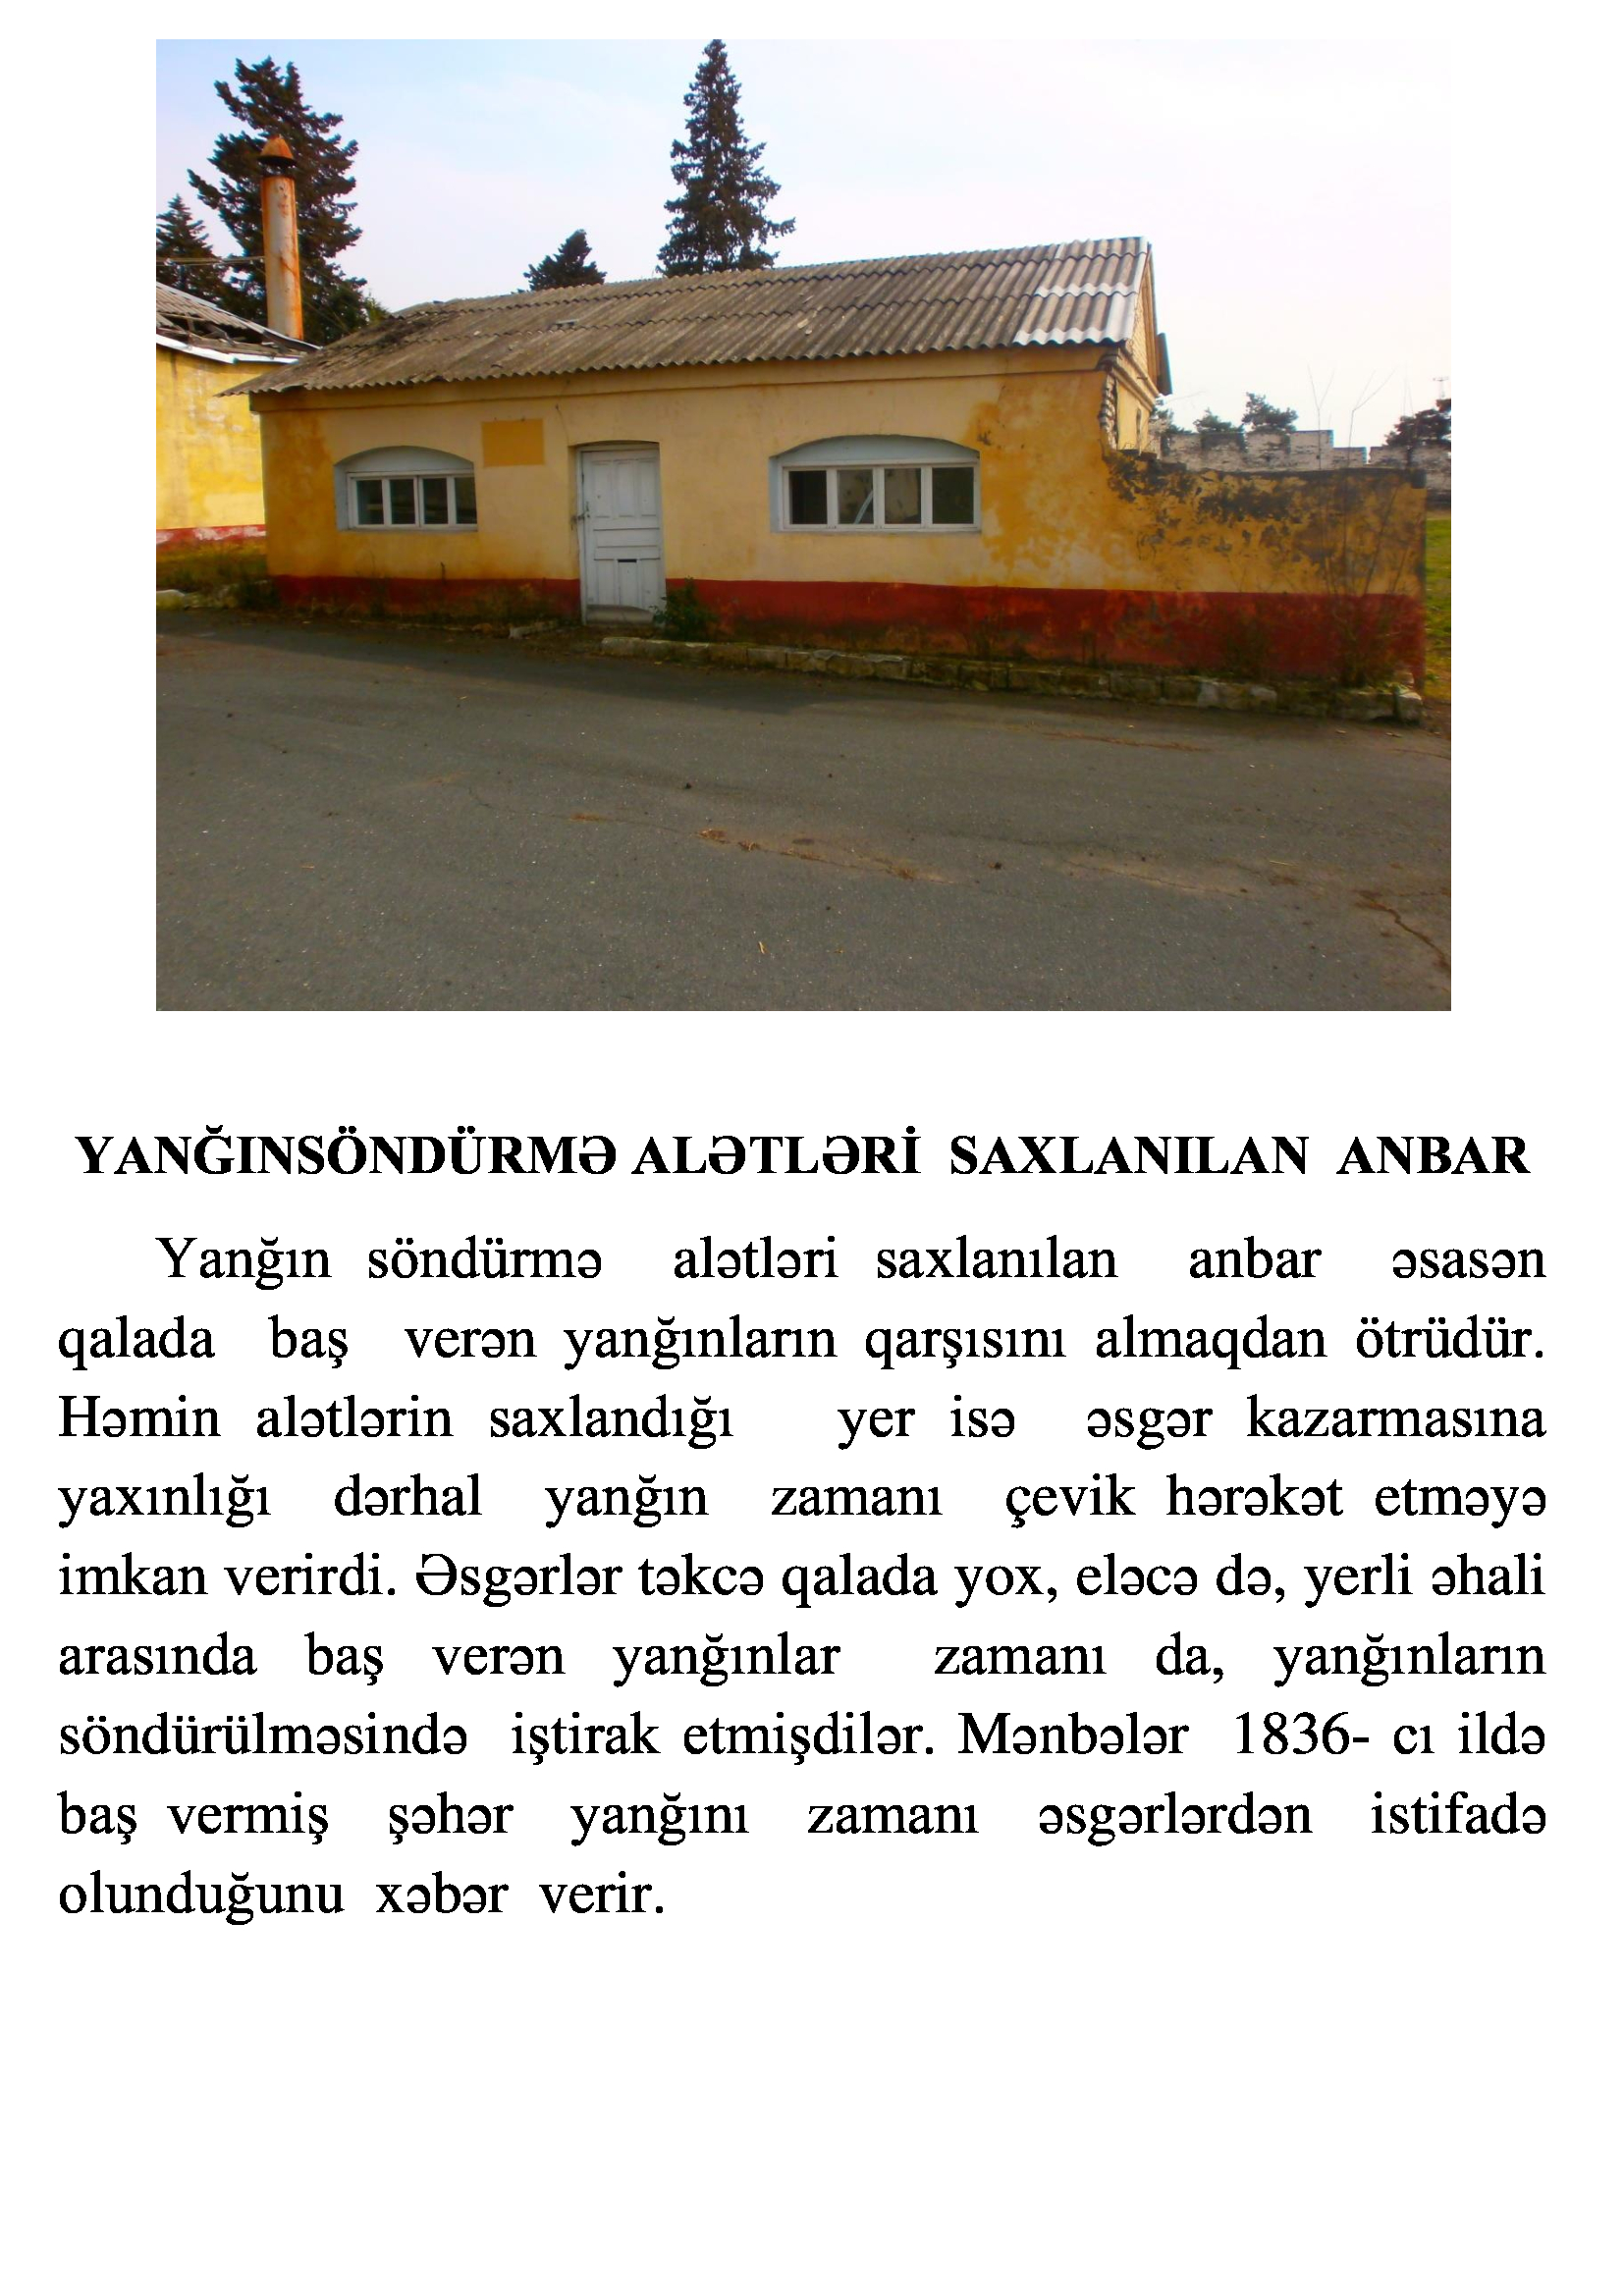 YANĞINSÖNDÜRMƏ ALƏTLƏRİ SAXLANILAN ANBAR
Yanğın söndürmə alətləri saxlanılan anbar əsasən
qalada baş verən yanğınların qarşısını almaqdan ötrüdür.
Həmin alətlərin saxlandığı yer isə əsgər kazarmasına
yaxınlığı dərhal yanğın zamanı çevik hərəkət etməyə
imkan verirdi. Əsgərlər təkcə qalada yox, eləcə də, yerli əhali
arasında baş verən yanğınlar zamanı da, yanğınların
söndürülməsində iştirak etmişdilər. Mənbələr 1836- cı ildə
baş vermiş şəhər yanğını zamanı əsgərlərdən istifadə
olunduğunu xəbər verir.